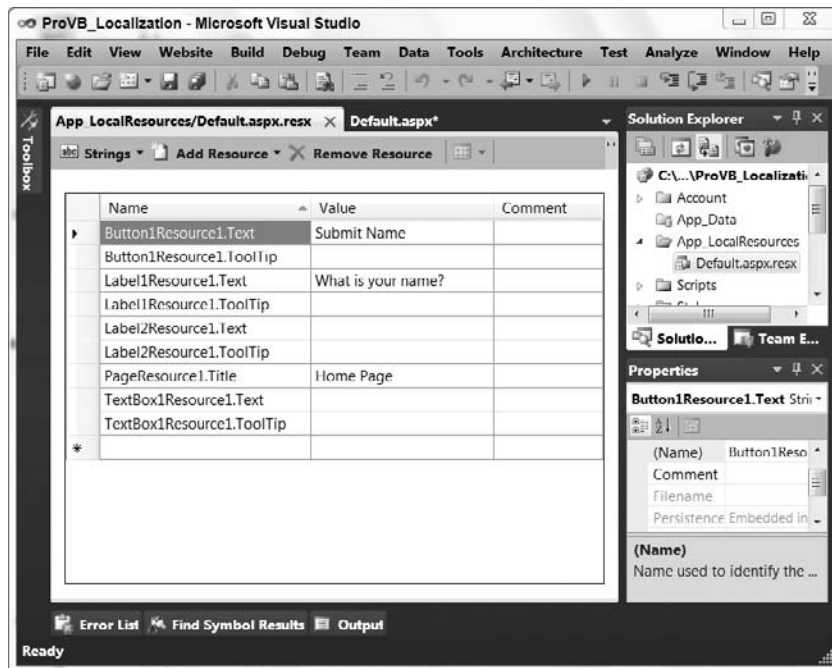 ProVB_Localization - Microsoft Visual Studio
File Edit View Website Build Debug Team Data Tools Architecture Test Analyze Window Help
Toolbox
App_LocalResources/Default.aspx.resx Default.aspx*
abc Strings Add Resource Remove Resource
Name Value Comment
Button1Resource1.Text Submit Name
Button1Resource1.ToolTip
Label1Resource1.Text What is your name?
Label1Resource1.ToolTip
Label2Resource1.Text
Label2Resource1.ToolTip
PageResource1.Title Home Page
TextBox1Resource1.Text
TextBox1Resource1.ToolTip
Solution Explorer
C:\...\ProVB_Localizati
Account
App_Data
App_LocalResources
Default.aspx.resx
Scripts
Solutio... Team E...
Properties
Button1Resource1.Text Strin
(Name) Button1Reso
Comment
Filename
Persistence Embedded in
(Name)
Name used to identify the ...
Error List Find Symbol Results Output
Ready